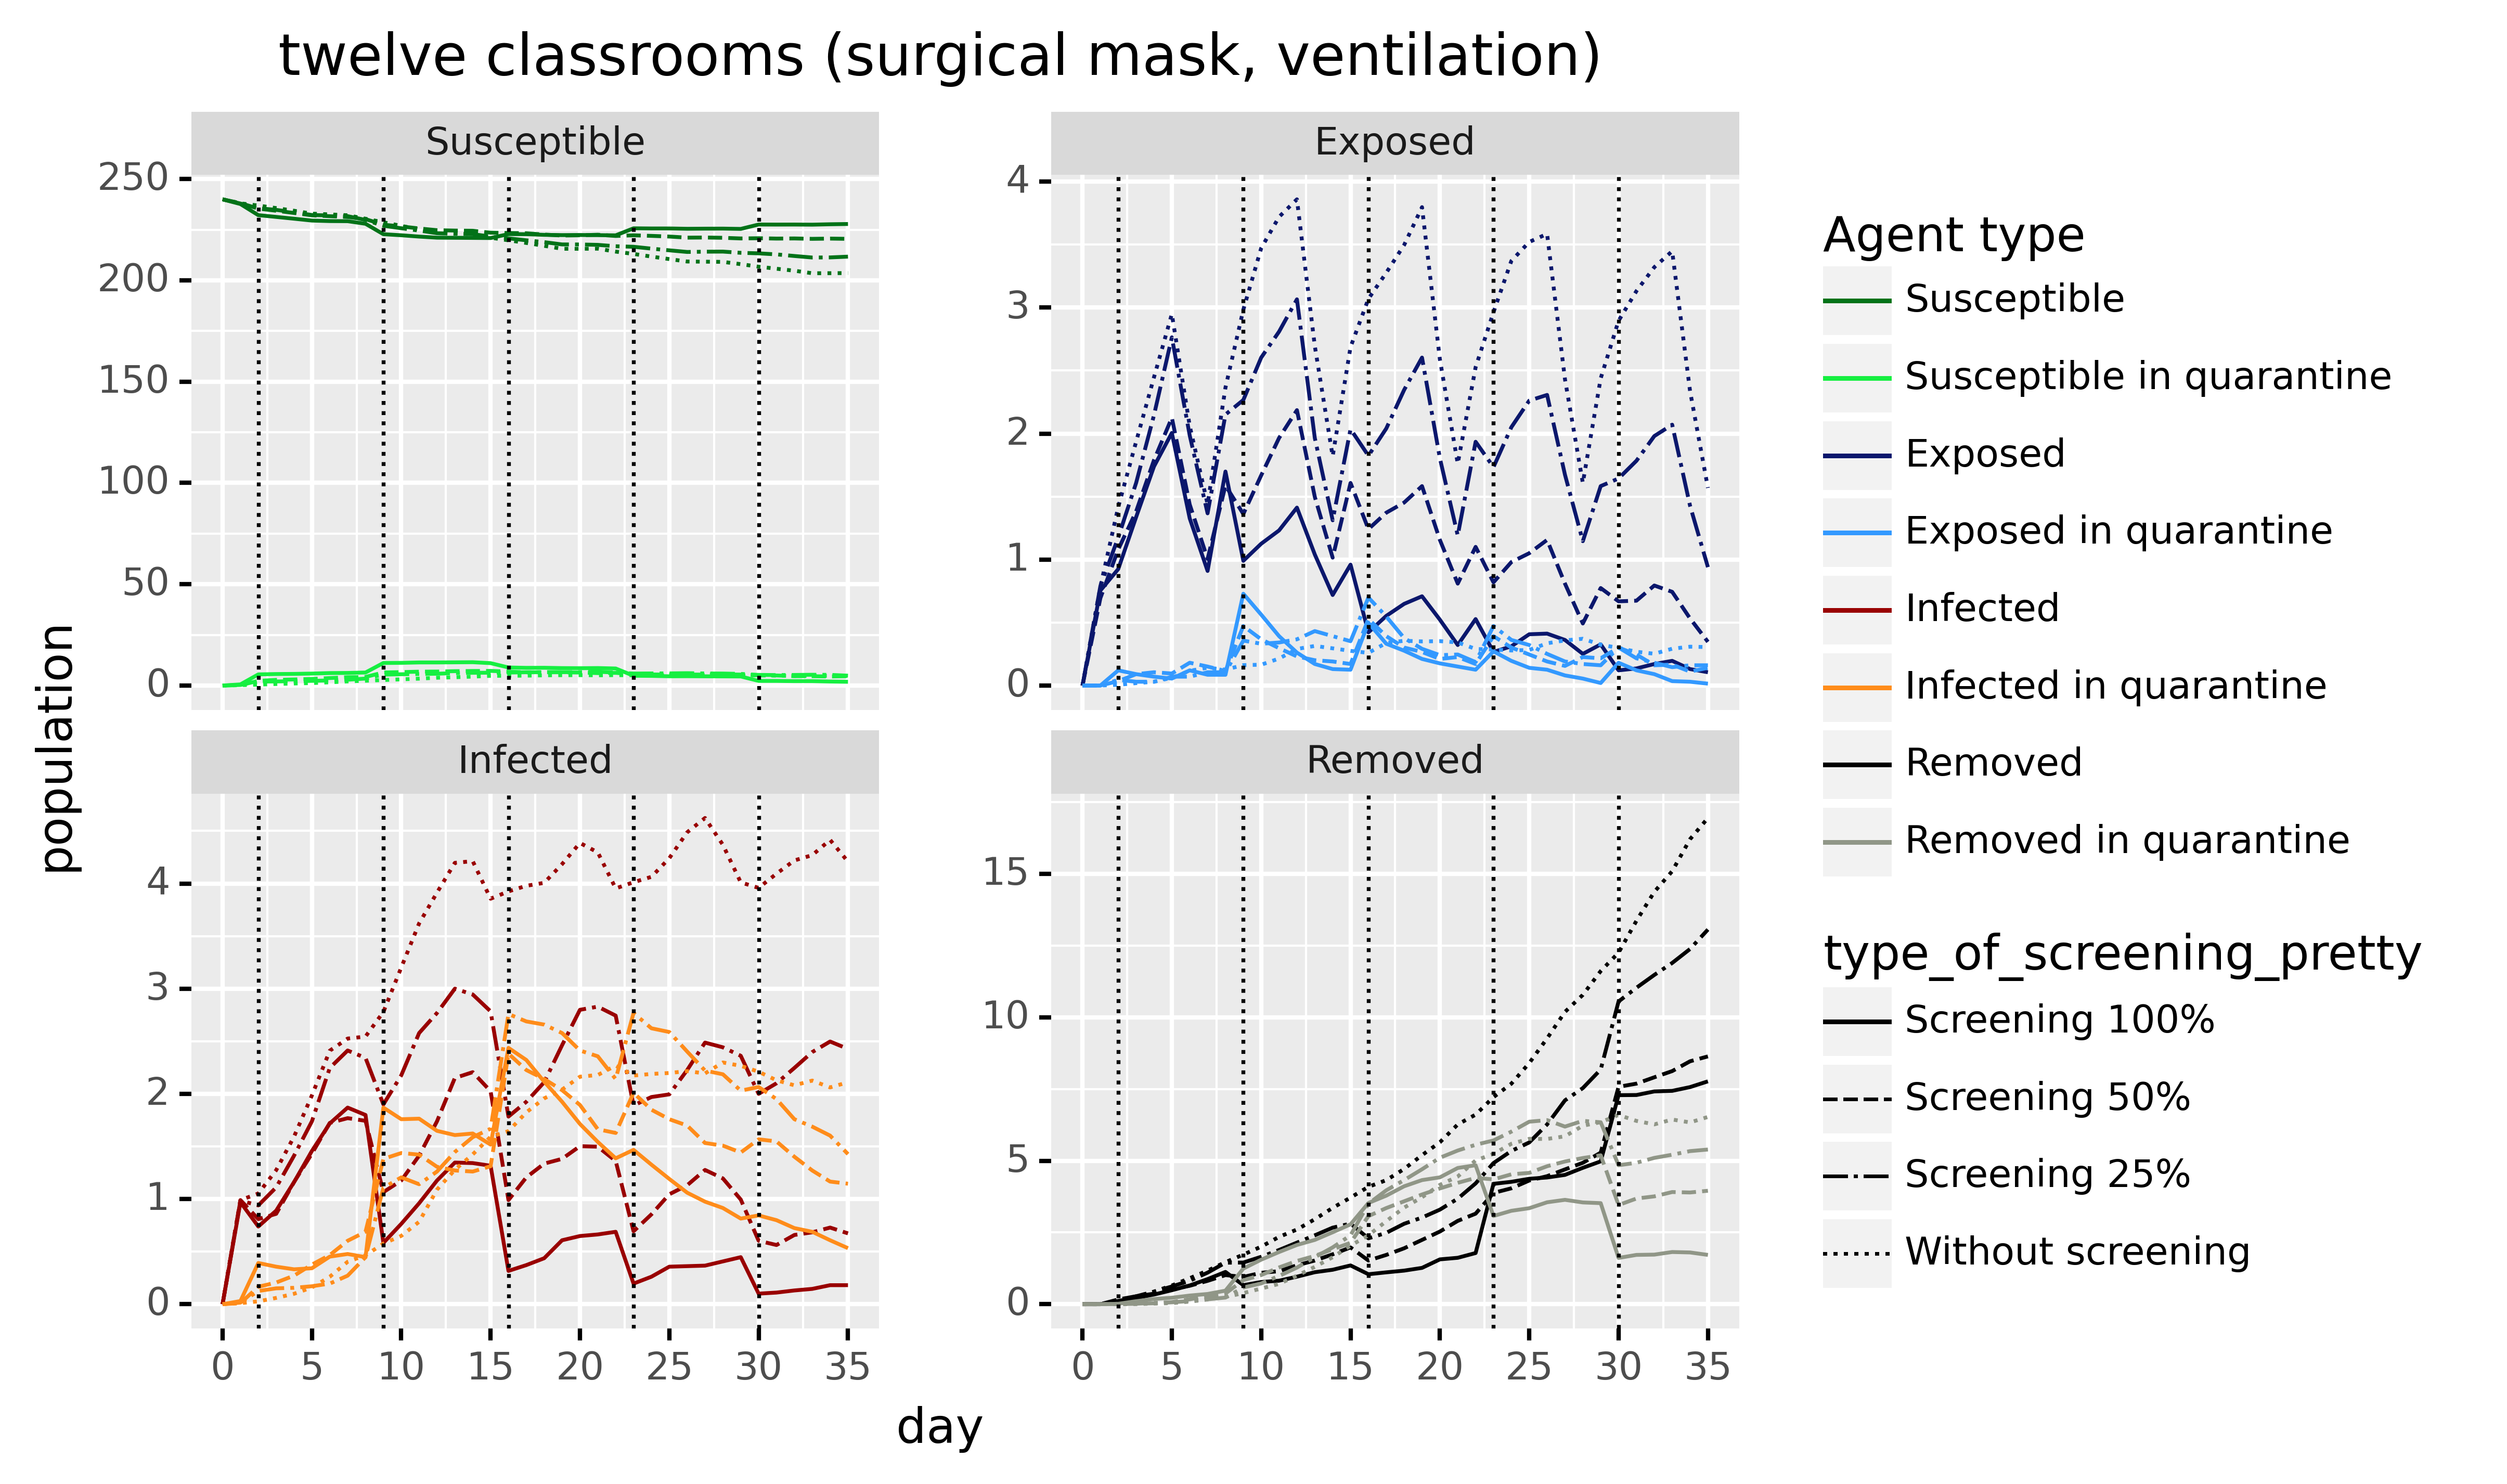 twelve classrooms (surgical mask, ventilation)
Susceptible
Exposed
250
200
150
100
50
0
4
3
2
1
0
Infected
Removed
4
3
2
1
0
15
10
5
0
0 5 10 15 20 25 30 35
0 5 10 15 20 25 30 35
population
day
Agent type
Susceptible
Susceptible in quarantine
Exposed
Exposed in quarantine
Infected
Infected in quarantine
Removed
Removed in quarantine
type_of_screening_pretty
Screening 100%
Screening 50%
Screening 25%
Without screening